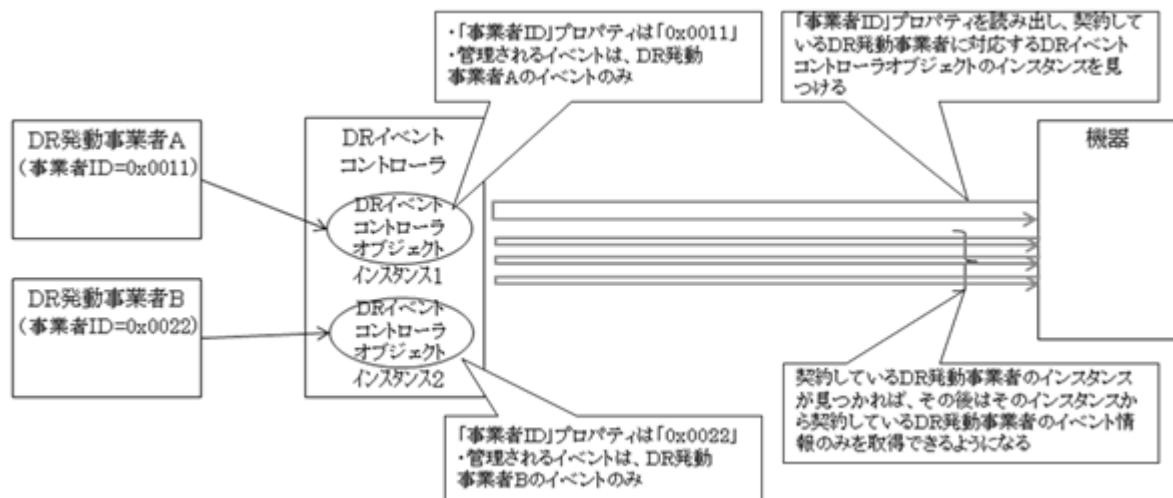 ・「事業者ID」プロパティは「0x0011」
・管理されるイベントは、DR発動
事業者Aのイベントのみ
「事業者ID」プロパティを読み出し、契約して
いるDR発動事業者に対応するDRイベント
コントローラオブジェクトのインスタンスを見
つける
DR発動事業者A
（事業者ID=0x0011）
DRイベント
コントローラ
機器
DRイベント
コントローラ
オブジェクト
インスタンス1
DR発動事業者B
（事業者ID=0x0022）
DRイベント
コントローラ
オブジェクト
インスタンス2
「事業者ID」プロパティは「0x0022」
・管理されるイベントは、DR発動
事業者Bのイベントのみ
契約しているDR発動事業者のインスタンス
が見つかれば、その後はそのインスタンスか
ら契約しているDR発動事業者のイベント情
報のみを取得できるようになる